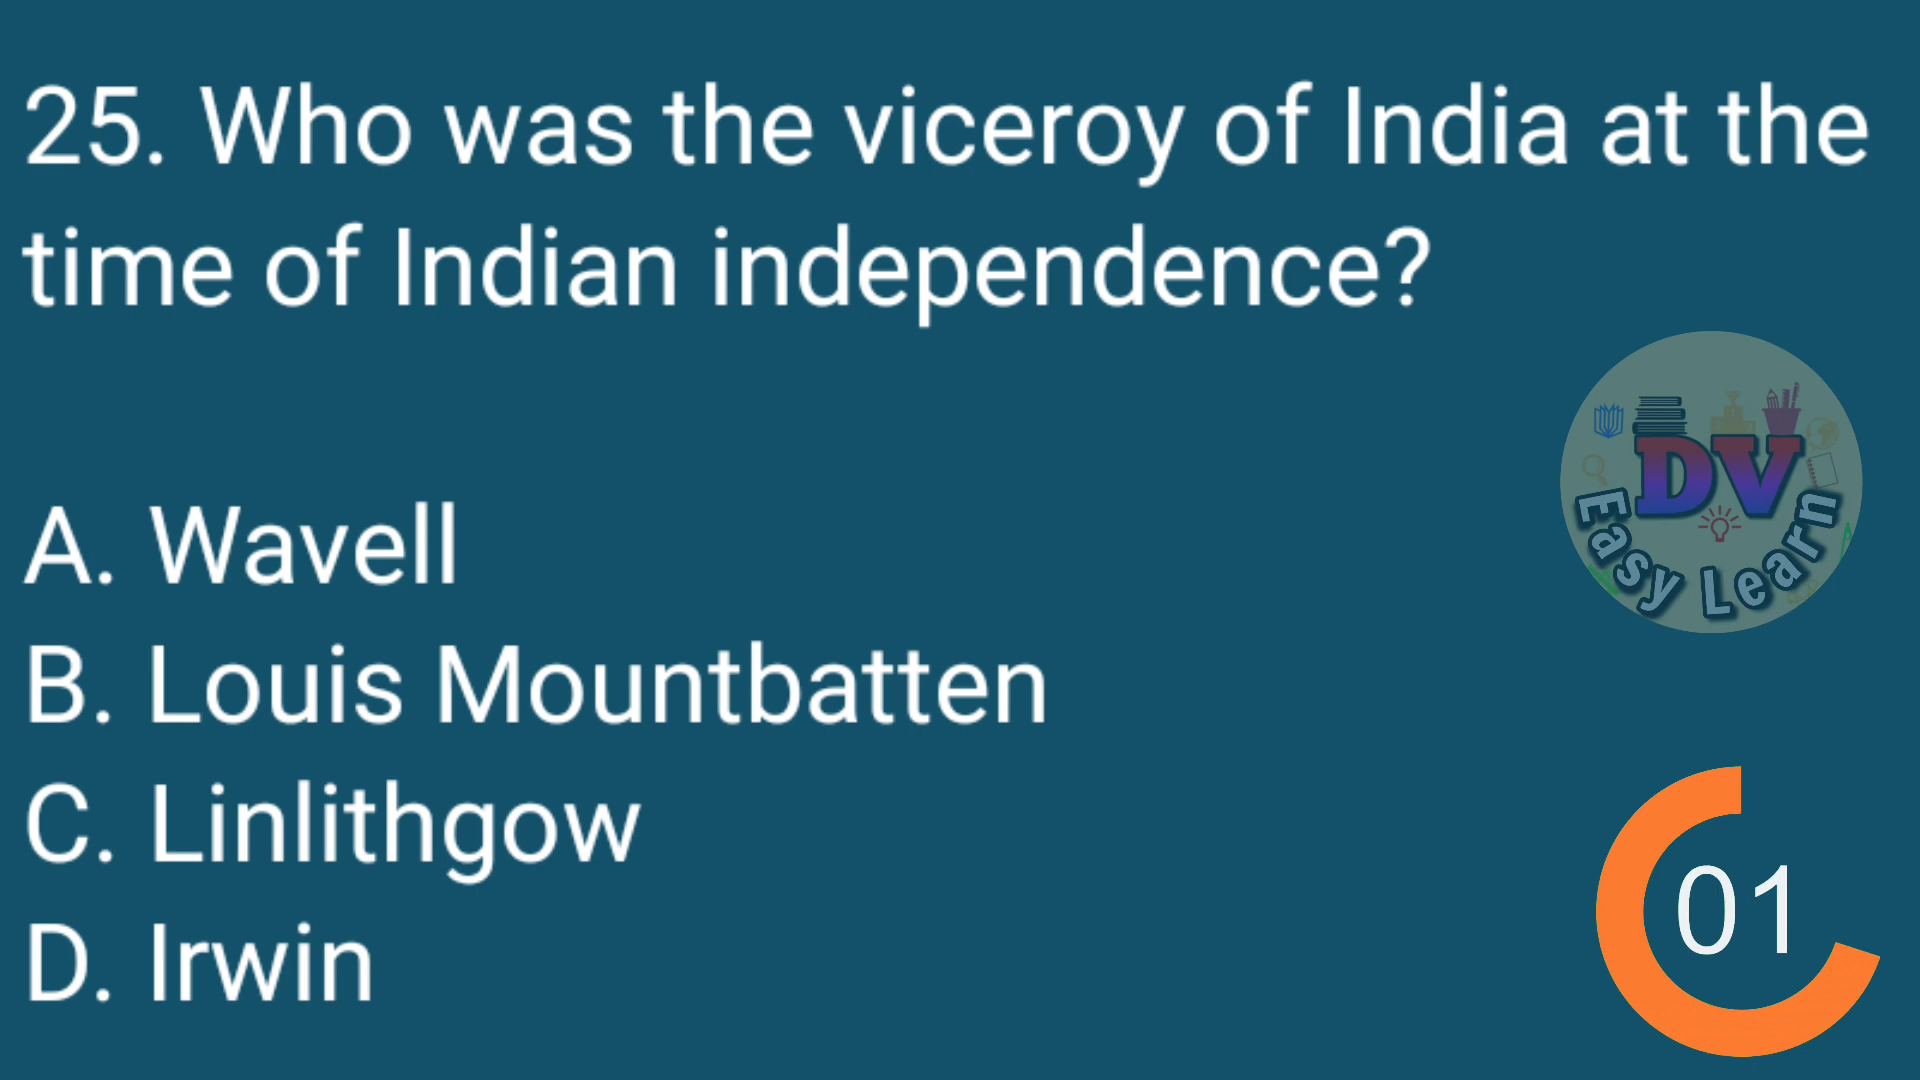 25. Who was the viceroy of India at the
time of Indian independence?
DV
Easy Learn
A. Wavell
B. Louis Mountbatten
C. Linlithgow
D. Irwin
01